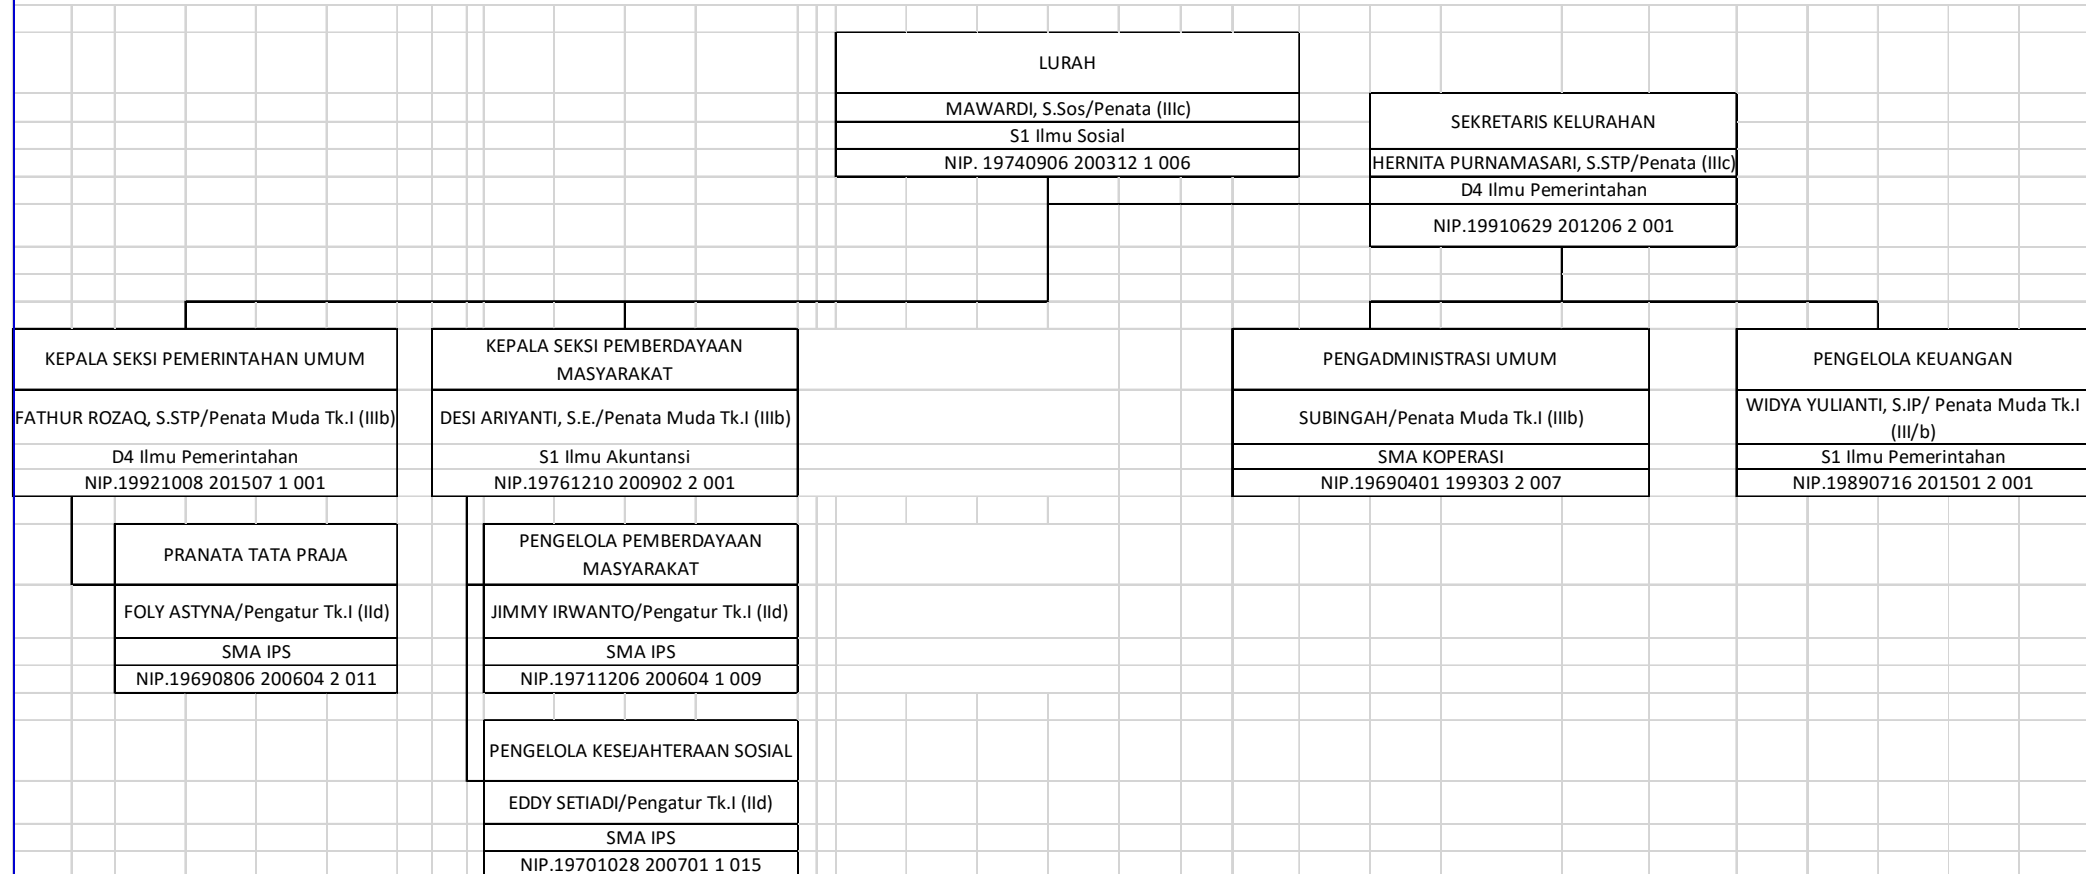 LURAH
MAWARDI, S.Sos/Penata (IIIc)
S1 Ilmu Sosial
NIP. 19740906 200312 1 006
SEKRETARIS KELURAHAN
HERNITA PURNAMASARI, S.STP/Penata (IIIc)
D4 Ilmu Pemerintahan
NIP.19910629 201206 2 001
KEPALA SEKSI PEMERINTAHAN UMUM
FATHUR ROZAQ, S.STP/Penata Muda Tk.I (IIIb)
D4 Ilmu Pemerintahan
NIP.19921008 201507 1 001
KEPALA SEKSI PEMBERDAYAAN
MASYARAKAT
DESI ARIYANTI, S.E./Penata Muda Tk.I (IIIb)
S1 Ilmu Akuntansi
NIP.19761210 200902 2 001
PENGADMINISTRASI UMUM
SUBINGAH/Penata Muda Tk.I (IIIb)
SMA KOPERASI
NIP.19690401 199303 2 007
PENGELOLA KEUANGAN
WIDYA YULIANTI, S.IP/ Penata Muda Tk.I
(III/b)
S1 Ilmu Pemerintahan
NIP.19890716 201501 2 001
PRANATA TATA PRAJA
FOLY ASTYNA/Pengatur Tk.I (IId)
SMA IPS
NIP.19690806 200604 2 011
PENGELOLA PEMBERDAYAAN
MASYARAKAT
JIMMY IRWANTO/Pengatur Tk.I (IId)
SMA IPS
NIP.19711206 200604 1 009
PENGELOLA KESEJAHTERAAN SOSIAL
EDDY SETIADI/Pengatur Tk.I (IId)
SMA IPS
NIP.19701028 200701 1 015